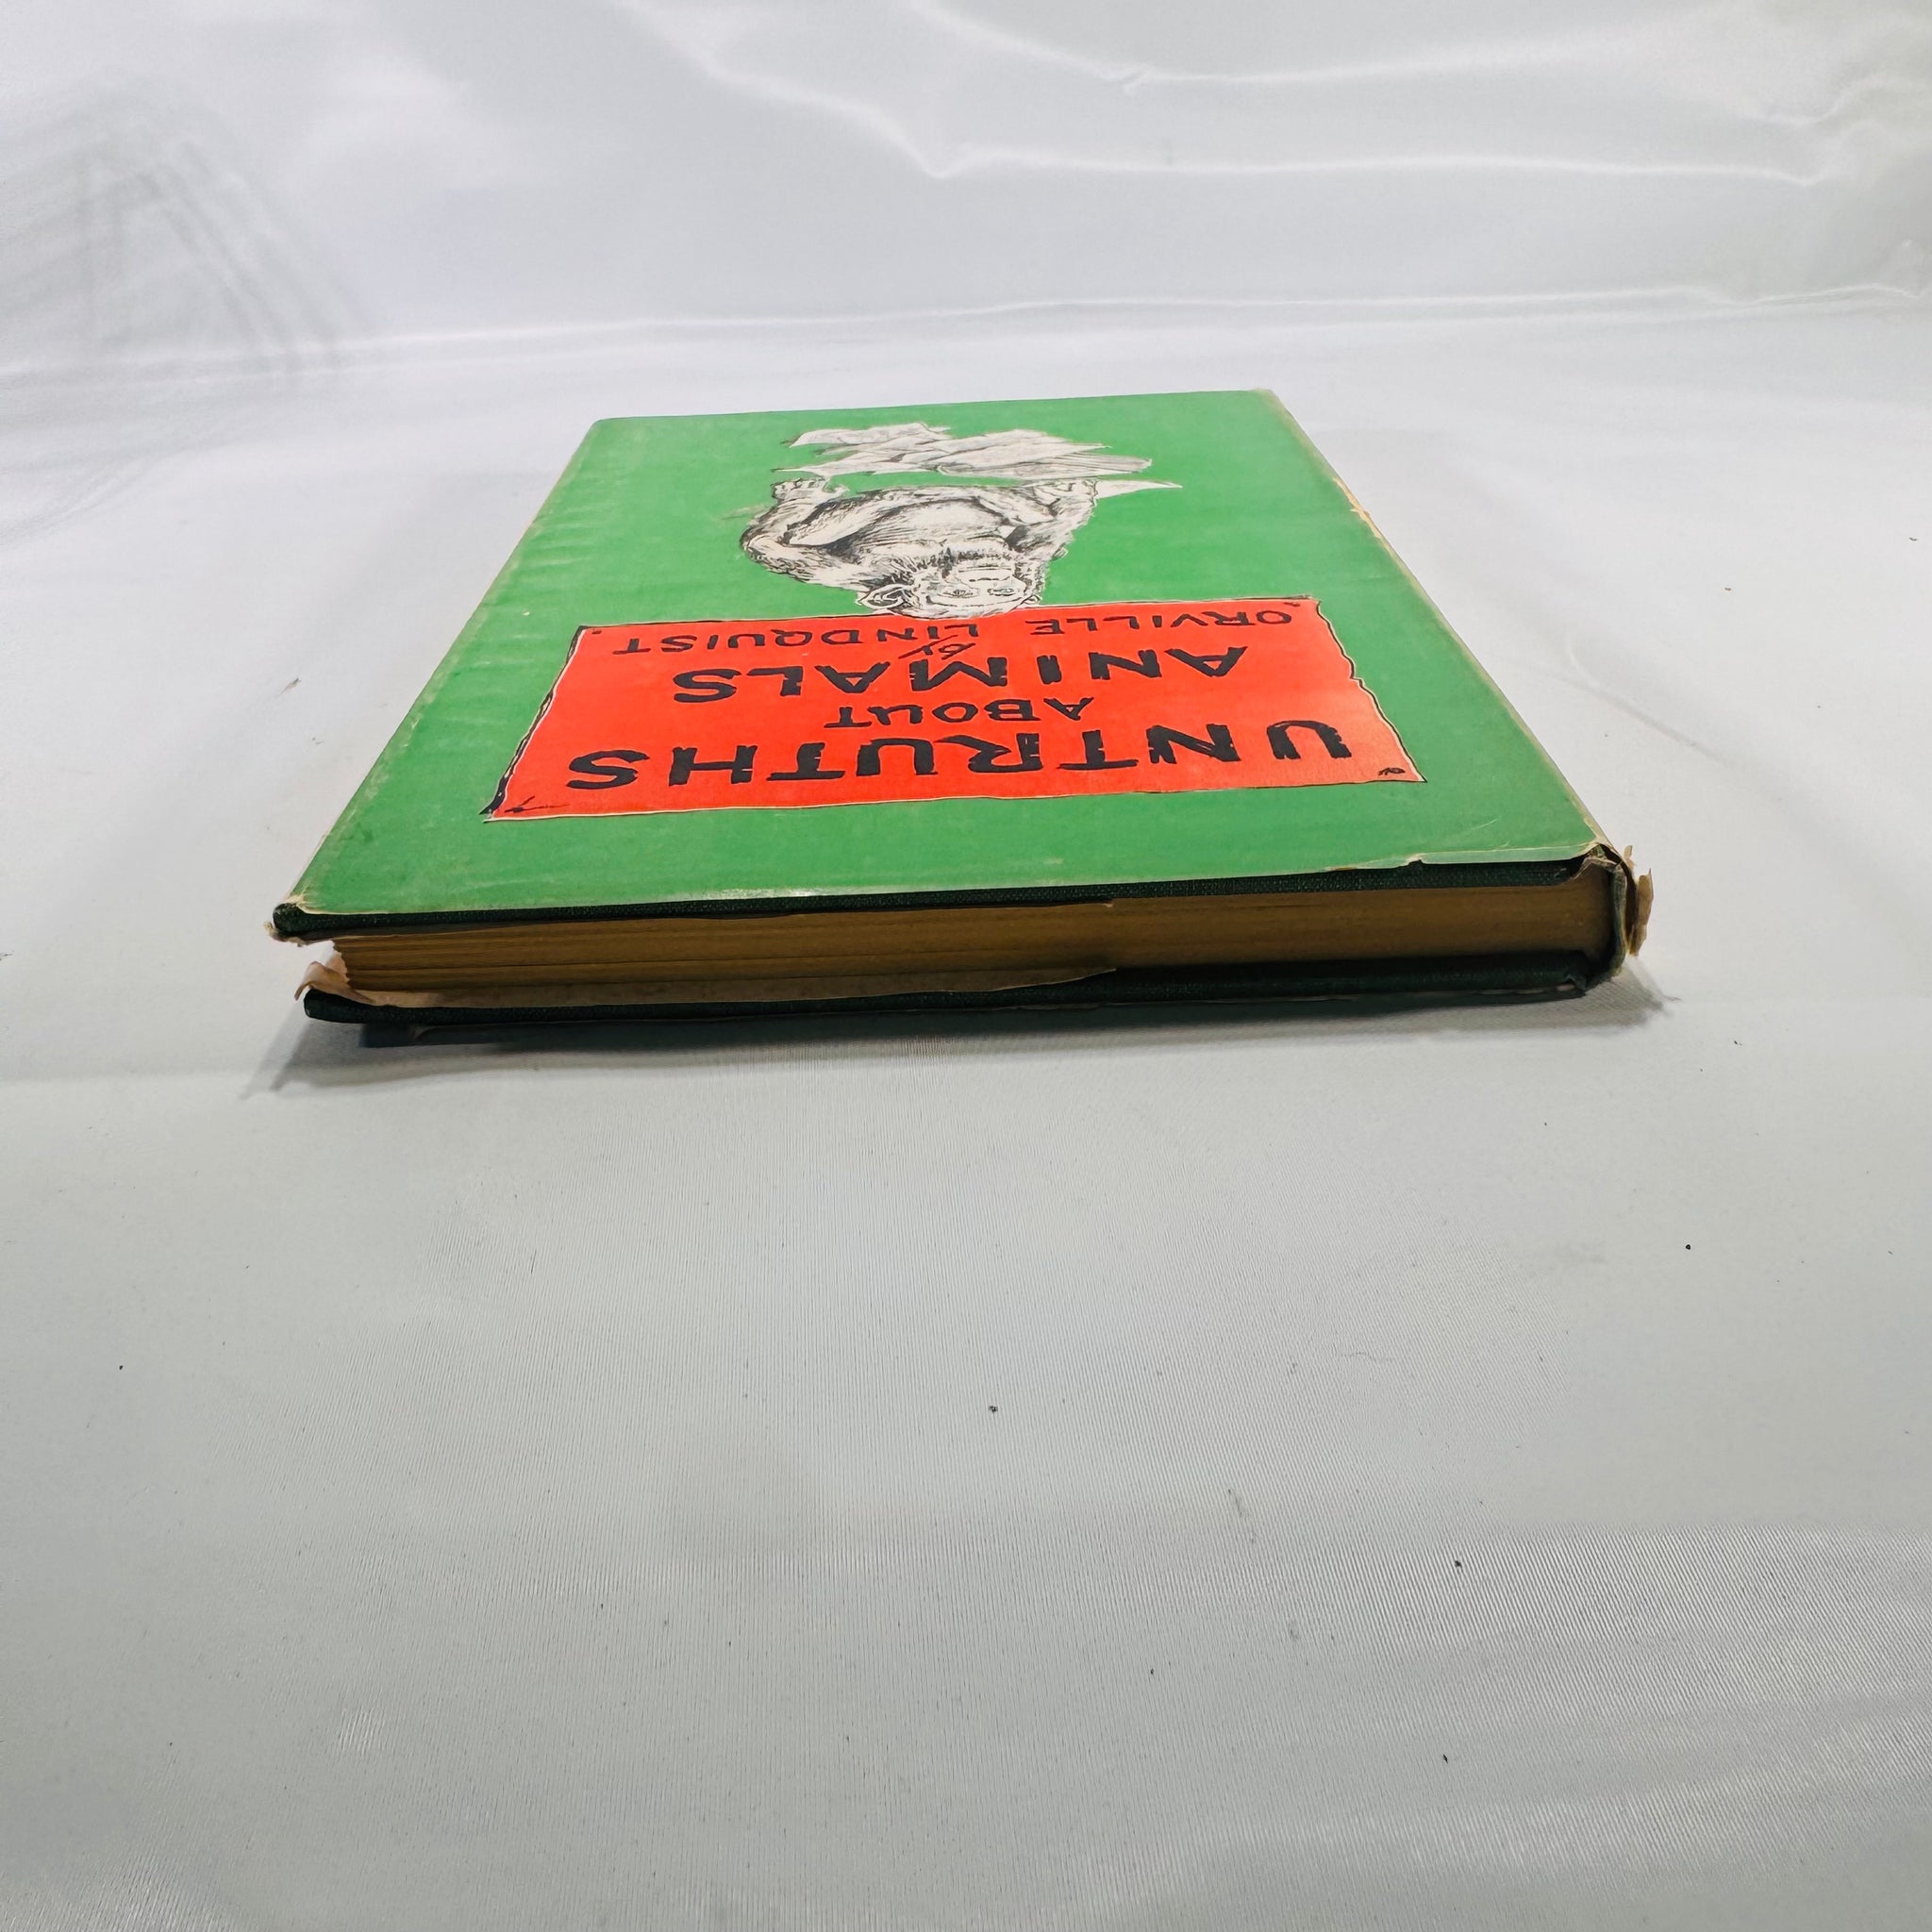 UNTRUTHS
ABOUT
ANIMALS
by
ORVILLE LINDQUIST